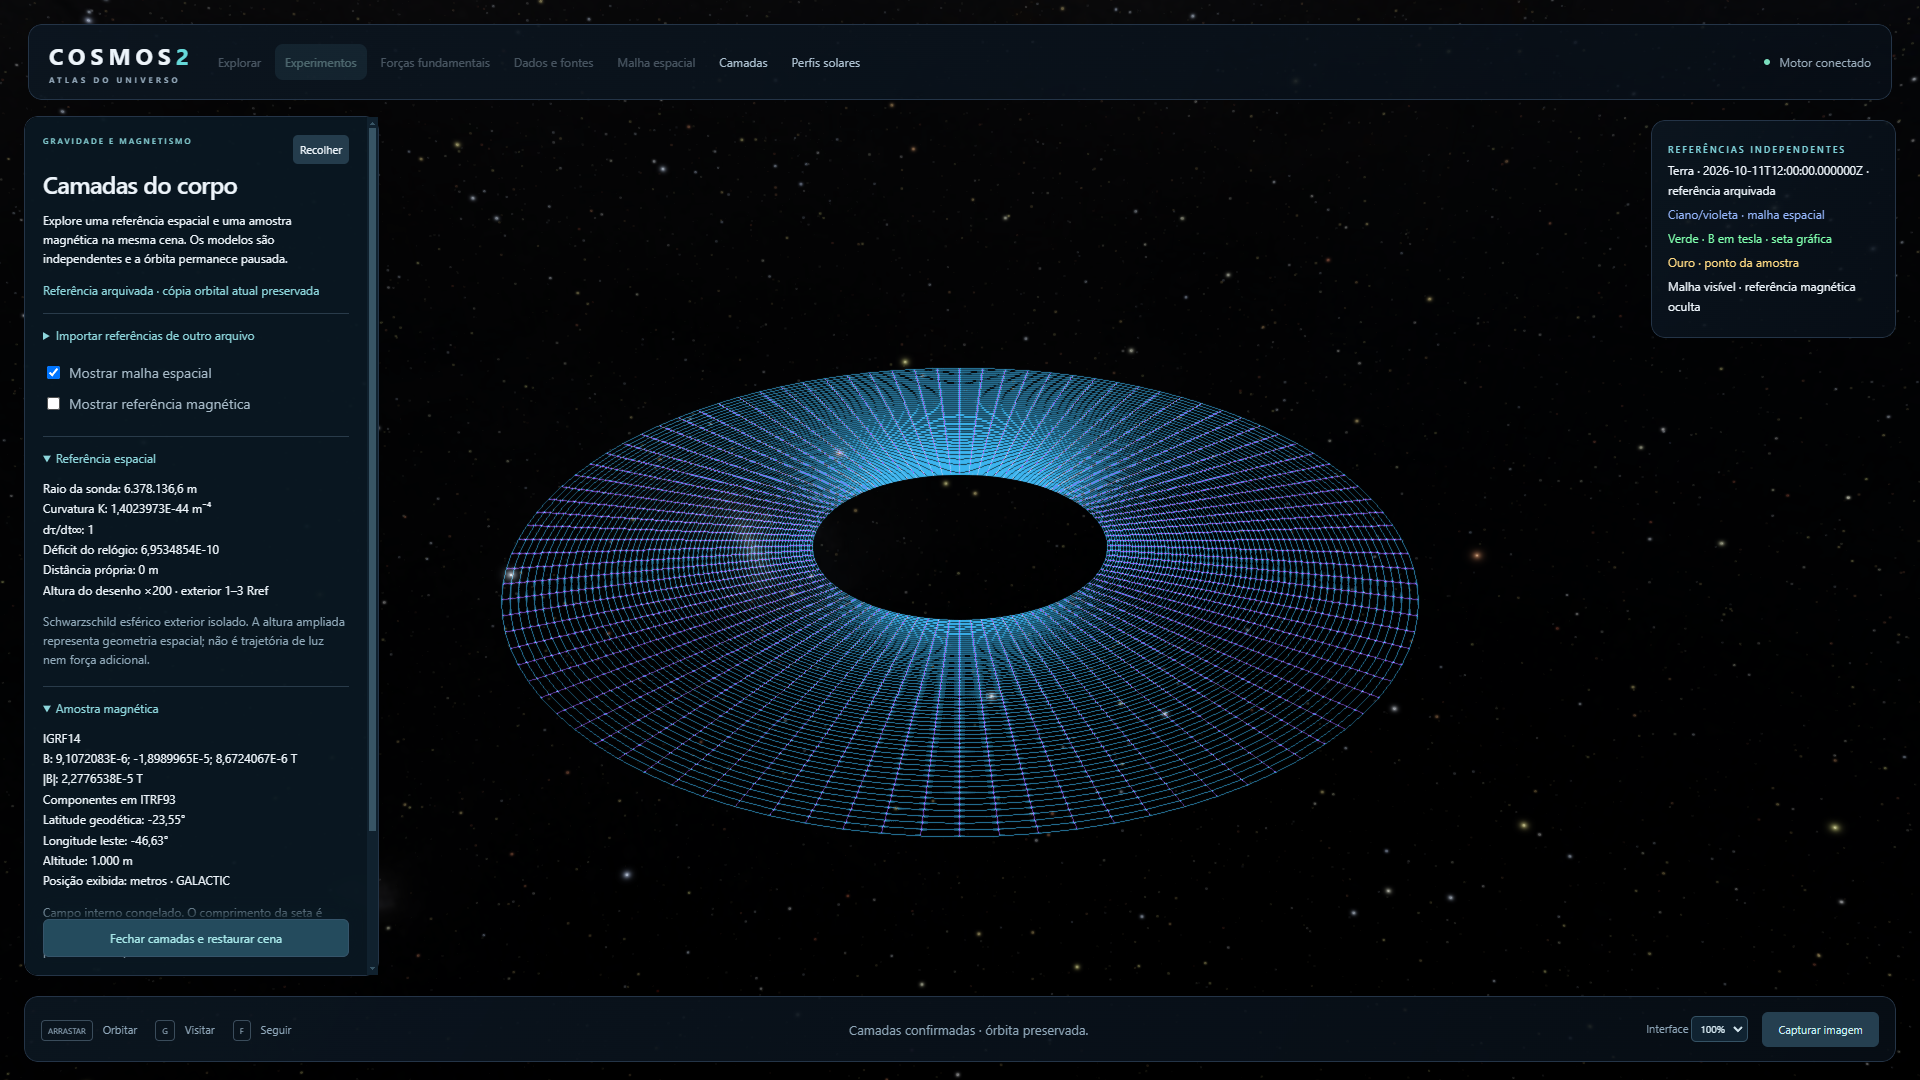 COSMOS2
ATLAS DO UNIVERSO
Explorar
Experimentos
Forças fundamentais
Dados e fontes
Malha espacial
Camadas
Perfis solares
Motor conectado
GRAVIDADE E MAGNETISMO
Recolher
Camadas do corpo
Explore uma referência espacial e uma amostra
magnética na mesma cena. Os modelos são
independentes e a órbita permanece pausada.
Referência arquivada · cópia orbital atual preservada
Importar referências de outro arquivo
Mostrar malha espacial
Mostrar referência magnética
Referência espacial
Raio da sonda: 6.378.136,6 m
Curvatura K: 1,4023973E-44 m⁻⁴
dτ/dt∞: 1
Déficit do relógio: 6,9534854E-10
Distância própria: 0 m
Altura do desenho ×200 · exterior 1–3 Rref
Schwarzschild esférico exterior isolado. A altura ampliada
representa geometria espacial; não é trajetória de luz
nem força adicional.
Amostra magnética
IGRF14
B: 9,1072083E-6; -1,8989965E-5; 8,6724067E-6 T
|B|: 2,2776538E-5 T
Componentes em ITRF93
Latitude geodética: -23,55°
Longitude leste: -46,63°
Altitude: 1.000 m
Posição exibida: metros · GALACTIC
Campo interno congelado. O comprimento da seta é
Fechar camadas e restaurar cena
REFERÊNCIAS INDEPENDENTES
Terra · 2026-10-11T12:00:00.000000Z ·
referência arquivada
Ciano/violeta · malha espacial
Verde · B em tesla · seta gráfica
Ouro · ponto da amostra
Malha visível · referência magnética
oculta
ARRASTAR Orbitar G Visitar F Seguir
Camadas confirmadas · órbita preservada.
Interface 100%
Capturar imagem